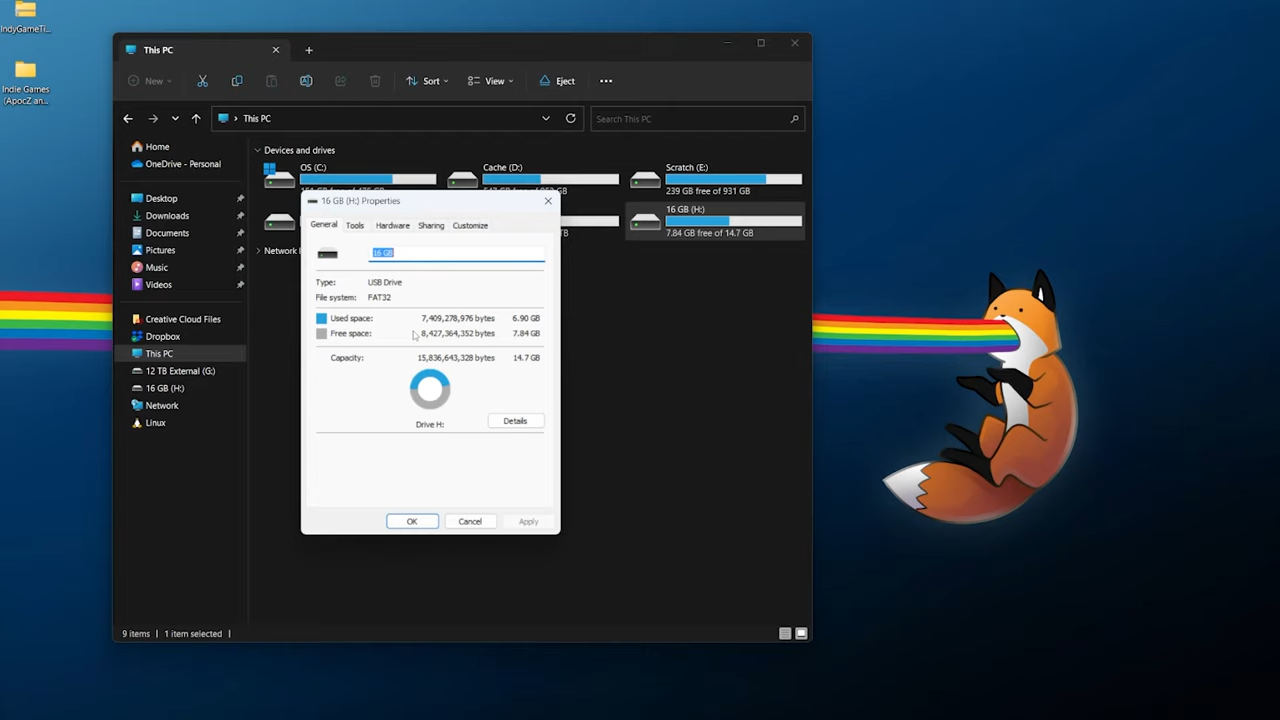 IndyGameTi...
Indie Games
(ApocZ an...
This PC
New
Sort
View
Eject
This PC
Search This PC
Home
OneDrive - Personal
Desktop
Downloads
Documents
Pictures
Music
Videos
Creative Cloud Files
Dropbox
This PC
12 TB External (G:)
16 GB (H:)
Network
Linux
Devices and drives
OS (C:)
Cache (D:)
Scratch (E:)
239 GB free of 931 GB
16 GB (H:)
7.84 GB free of 14.7 GB
Network
16 GB (H:) Properties
General
Tools
Hardware
Sharing
Customize
16 GB
Type: USB Drive
File system: FAT32
Used space: 7,409,278,976 bytes 6.90 GB
Free space: 8,427,364,352 bytes 7.84 GB
Capacity: 15,836,643,328 bytes 14.7 GB
Drive H:
Details
OK
Cancel
Apply
9 items
1 item selected